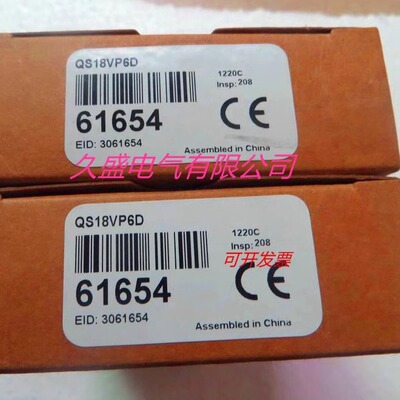 QS18VP6D
1220C
Insp: 208
61654
CE
EID: 3061654
Assembled in China
久盛电气有限公司
QS18VP6D
1220C
Insp: 208
可开发票
61654
CE
EID: 3061654
Assembled in China